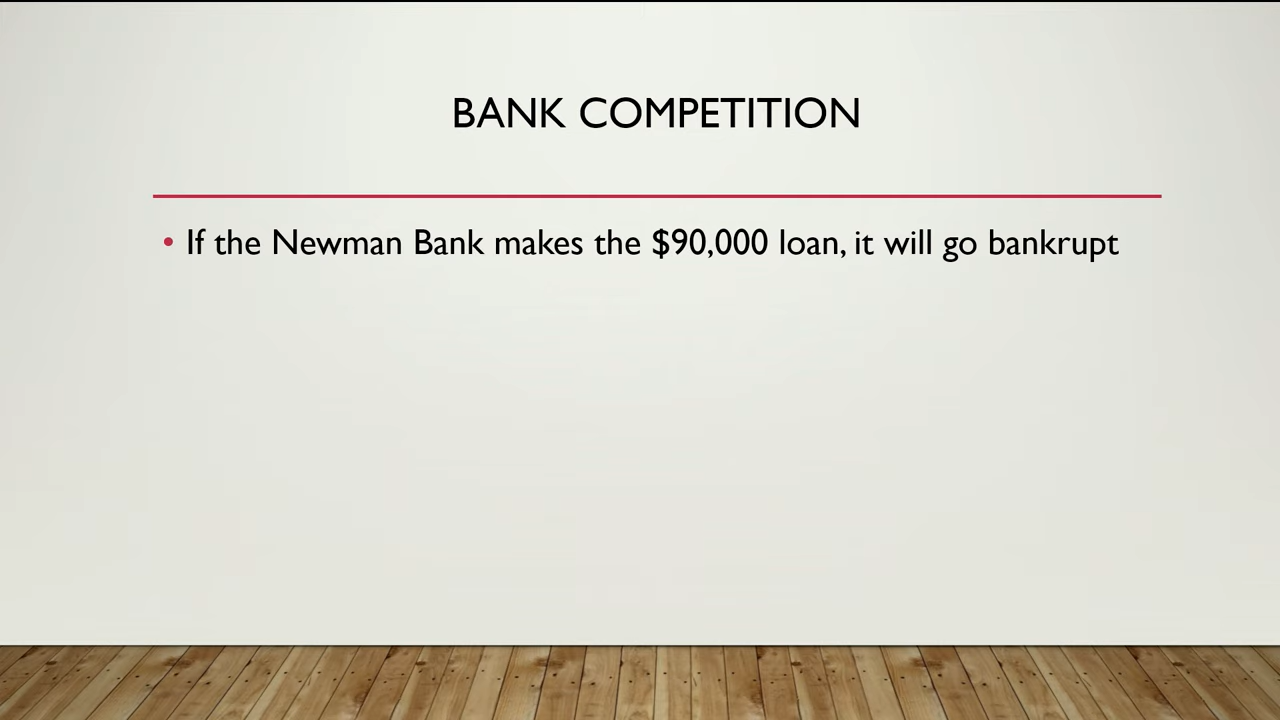 BANK COMPETITION
• If the Newman Bank makes the $90,000 loan, it will go bankrupt